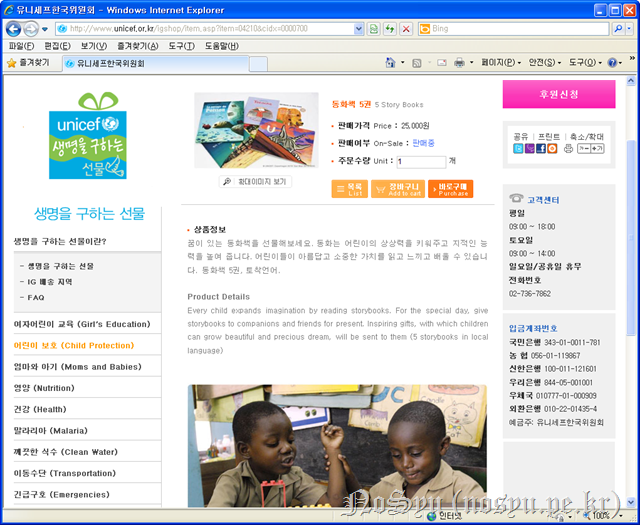 유니세프한국위원회 - Windows Internet Explorer
http://www.unicef.or.kr/igshop/item.asp?item=04210&cidx=0000700
Bing
파일(F) 편집(E) 보기(V) 즐겨찾기(A) 도구(T) 도움말(H)
즐겨찾기 유니세프한국위원회
페이지(P) 안전(S) 도구(O)
unicef
생명을 구하는
선물
동화책 5권 5 Story Books
판매가격 Price : 25,000원
판매여부 On-Sale : 판매중
주문수량 Unit : 1 개
확대이미지 보기
목록 List
장바구니 Add to cart
바로구매 Purchase
후원신청
공유 프린트 축소/확대
생명을 구하는 선물
생명을 구하는 선물이란?
- 생명을 구하는 선물
- IG 배송 지역
- FAQ
여자어린이 교육 (Girl's Education)
어린이 보호 (Child Protection)
엄마와 아기 (Moms and Babies)
영양 (Nutrition)
건강 (Health)
말라리아 (Malaria)
깨끗한 식수 (Clean Water)
이동수단 (Transportation)
긴급구호 (Emergencies)
상품정보
꿈이 있는 동화책을 선물해보세요. 동화는 어린이의 상상력을 키워주고 지적인 능
력을 높여 줍니다. 어린이들이 아름답고 소중한 가치를 읽고 느끼고 배울 수 있습니
다. 동화책 5권, 토착언어.
Product Details
Every child expands imagination by reading storybooks. For the special day, give
storybooks to companions and friends for present. Inspiring gifts, with which children
can grow beautiful and precious dream, will be sent to them (5 storybooks in local
language)
고객센터
평일
09:00 ~ 18:00
토요일
09:00 ~ 14:00
일요일/공휴일 휴무
전화번호
02-736-7862
입금계좌번호
국민은행 343-01-0011-781
농 협 056-01-119867
신한은행 100-011-121601
우리은행 844-05-001001
우체국 010777-01-000909
외환은행 010-22-01435-4
예금주: 유니세프한국위원회
NoSyu (nosyu.pe.kr)
인터넷
100%